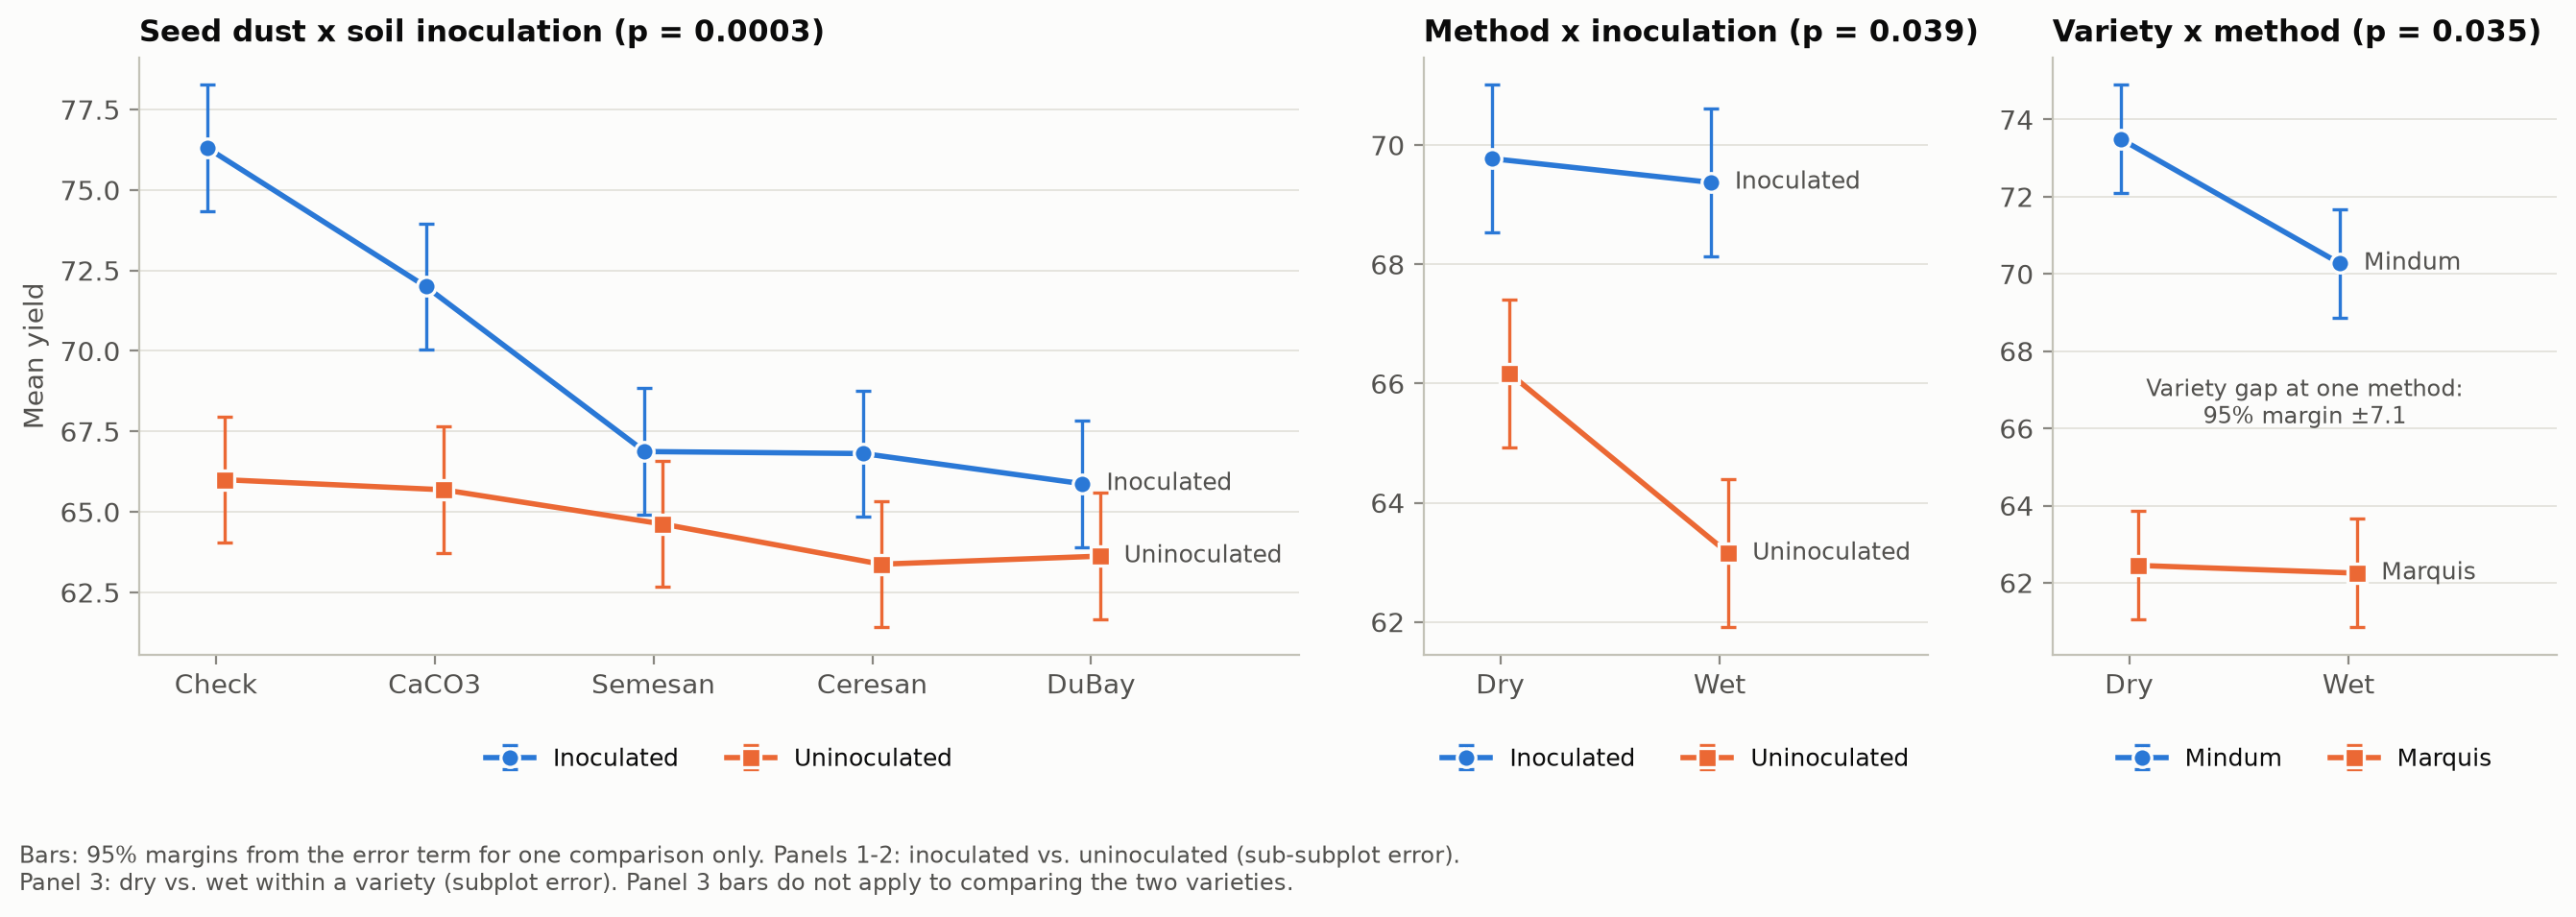 Seed dust x soil inoculation (p = 0.0003)
Mean yield
77.5
75.0
72.5
70.0
67.5
65.0
62.5
Inoculated
Uninoculated
Check
CaCO3
Semesan
Ceresan
DuBay
Inoculated
Uninoculated
Method x inoculation (p = 0.039)
70
68
66
64
62
Inoculated
Uninoculated
Dry
Wet
Inoculated
Uninoculated
Variety x method (p = 0.035)
74
72
70
68
66
64
62
Mindum
Variety gap at one method:
95% margin ±7.1
Marquis
Dry
Wet
Mindum
Marquis
Bars: 95% margins from the error term for one comparison only. Panels 1-2: inoculated vs. uninoculated (sub-subplot error).
Panel 3: dry vs. wet within a variety (subplot error). Panel 3 bars do not apply to comparing the two varieties.